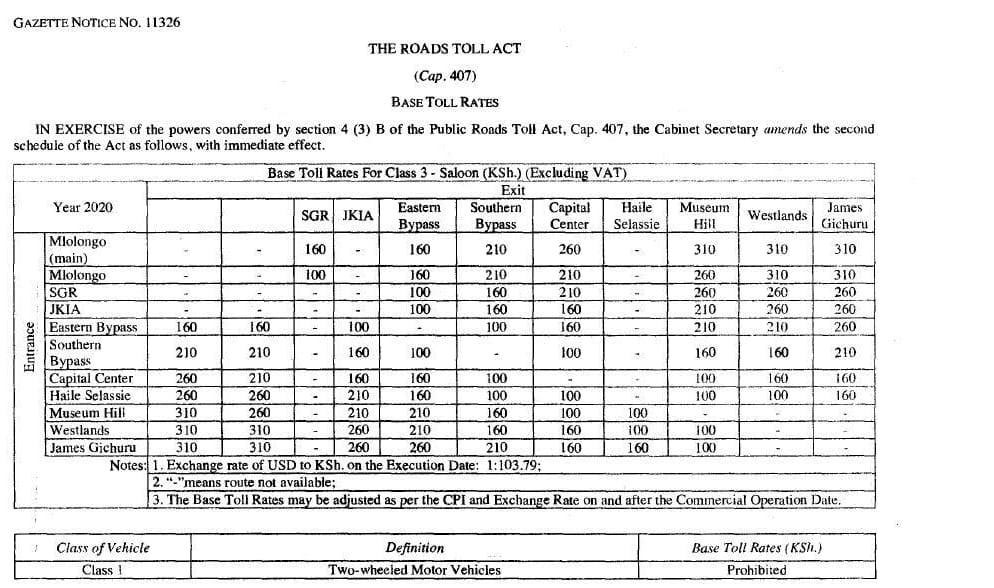 GAZETTE NOTICE NO. 11326
THE ROADS TOLL ACT
(Cap. 407)
BASE TOLL RATES
IN EXERCISE of the powers conferred by section 4 (3) B of the Public Roads Toll Act, Cap. 407, the Cabinet Secretary amends the second
schedule of the Act as follows, with immediate effect.
Base Toll Rates For Class 3 - Saloon (KSh.) (Excluding VAT)
Year 2020 Exit
SGR JKIA Eastern Bypass Southern Bypass Capital Center Haile Selassie Museum Hill Westlands James Gichuru
Entrance
Mlolongo (main) - - 160 - 160 210 260 - 310 310 310
Mlolongo - - 100 - 160 210 210 - 260 310 310
SGR - - - - 100 160 210 - 260 260 260
JKIA - - - - 100 160 160 - 210 260 260
Eastern Bypass 160 160 - 100 - 100 160 - 210 210 260
Southern Bypass 210 210 - 160 100 - 100 - 160 160 210
Capital Center 260 210 - 160 160 100 - - 100 160 160
Haile Selassie 260 260 - 210 160 100 100 - 100 100 160
Museum Hill 310 260 - 210 210 160 100 100 - - -
Westlands 310 310 - 260 210 160 160 100 100 - -
James Gichuru 310 310 - 260 260 210 160 160 100 - -
Notes: 1. Exchange rate of USD to KSh. on the Execution Date: 1:103.79;
2. “-”means route not available;
3. The Base Toll Rates may be adjusted as per the CPI and Exchange Rate on and after the Commercial Operation Date.
Class of Vehicle Definition Base Toll Rates (KSh.)
Class 1 Two-wheeled Motor Vehicles Prohibited